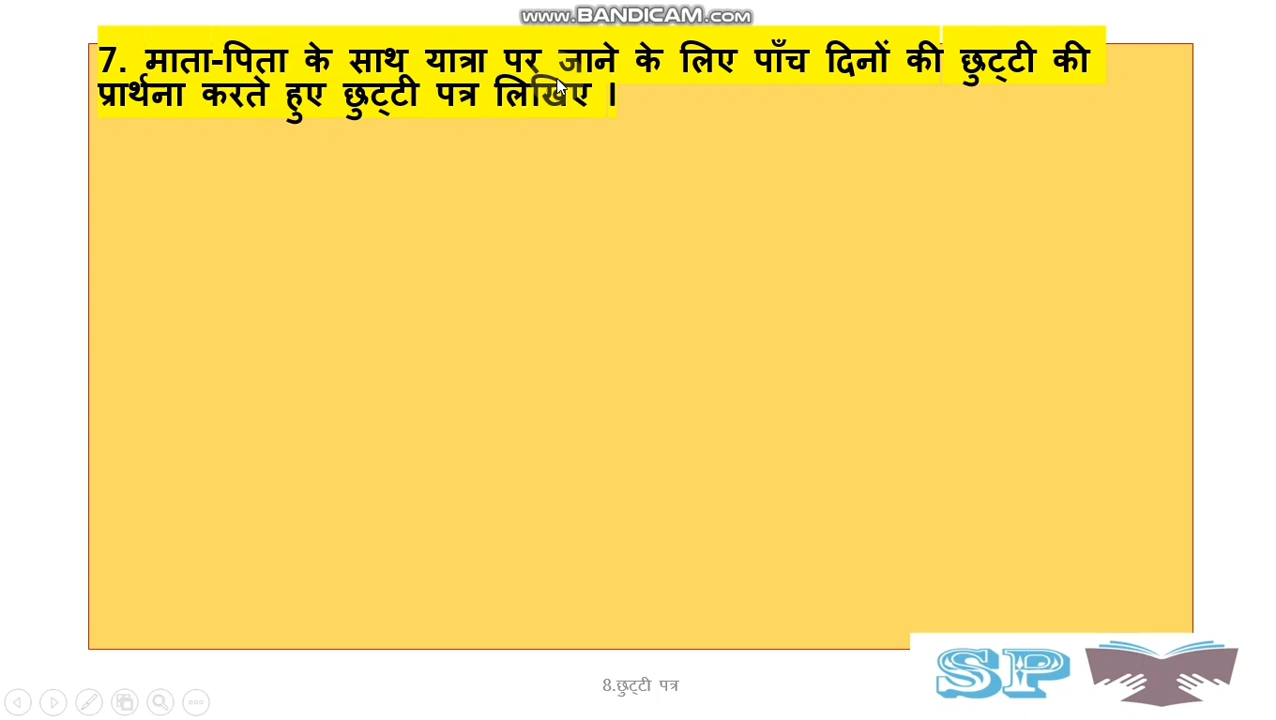 WWW.BANDICAM.COM
7. माता-पिता के साथ यात्रा पर जाने के लिए पाँच दिनों की छुट्टी की
प्रार्थना करते हुए छुट्टी पत्र लिखिए ।
SP
8.छुट्टी पत्र